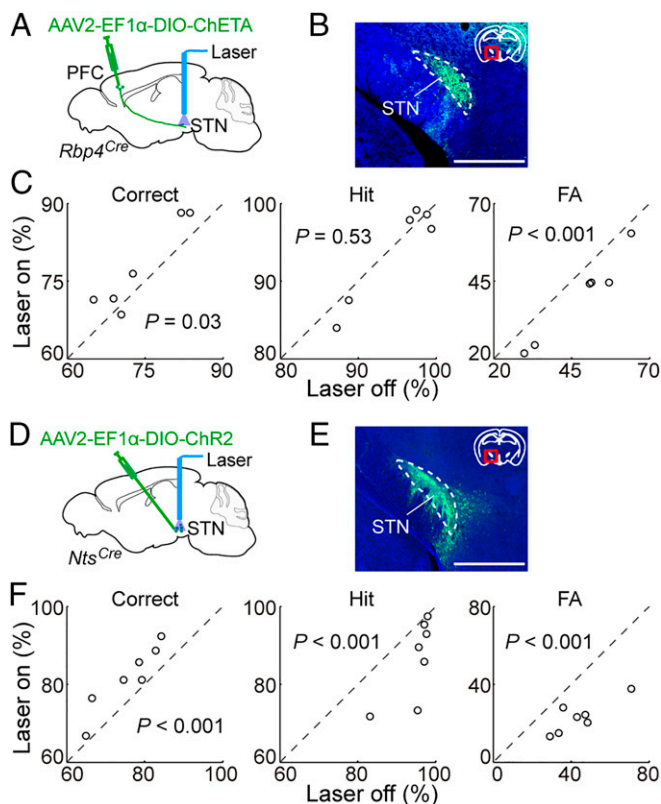 A
AAV2-EF1α-DIO-ChETA
Laser
PFC
STN
Rbp4Cre
B
STN
C
Correct
Hit
FA
Laser on (%)
90
75
60
60
75
90
P = 0.03
100
90
80
80
90
100
P = 0.53
70
45
20
20
45
70
P < 0.001
Laser off (%)
D
AAV2-EF1α-DIO-ChR2
Laser
STN
NtsCre
E
STN
F
Correct
Hit
FA
Laser on (%)
100
80
60
60
80
100
P < 0.001
100
80
60
60
80
100
P < 0.001
80
40
0
0
40
80
P < 0.001
Laser off (%)